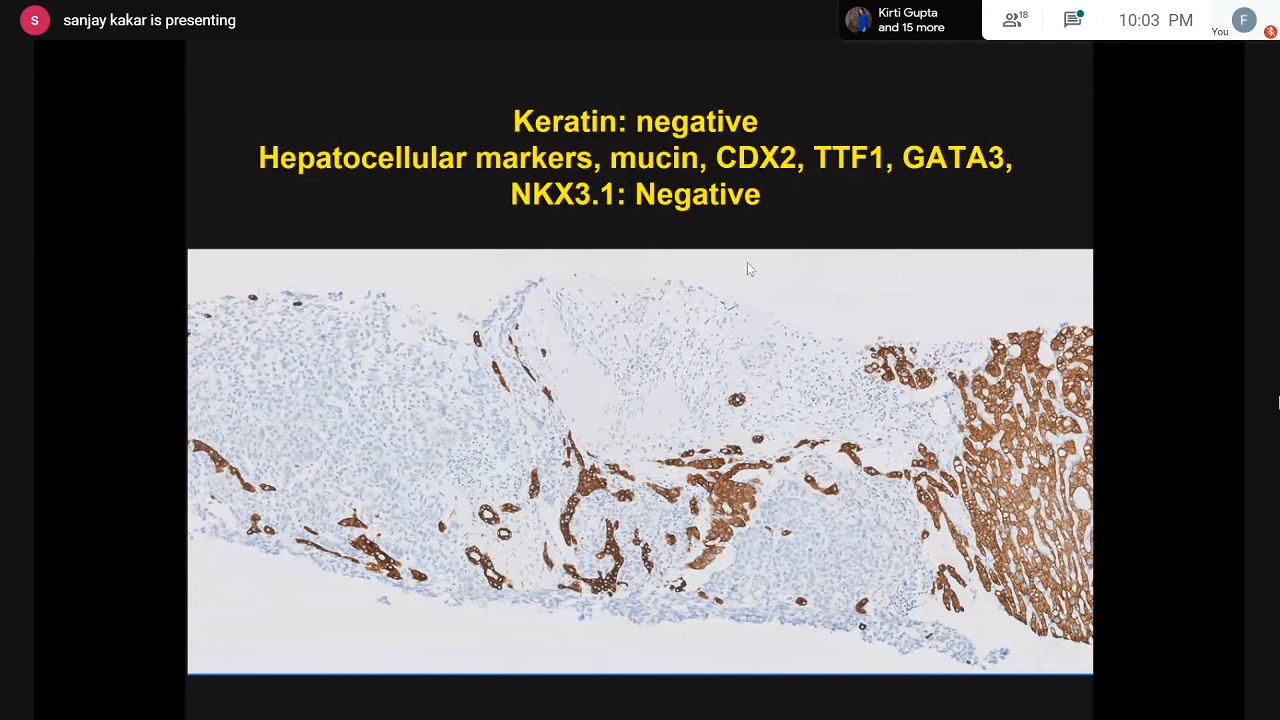 S
sanjay kakar is presenting
Kirti Gupta
and 15 more
18
10:03 PM
You
F
Keratin: negative
Hepatocellular markers, mucin, CDX2, TTF1, GATA3,
NKX3.1: Negative